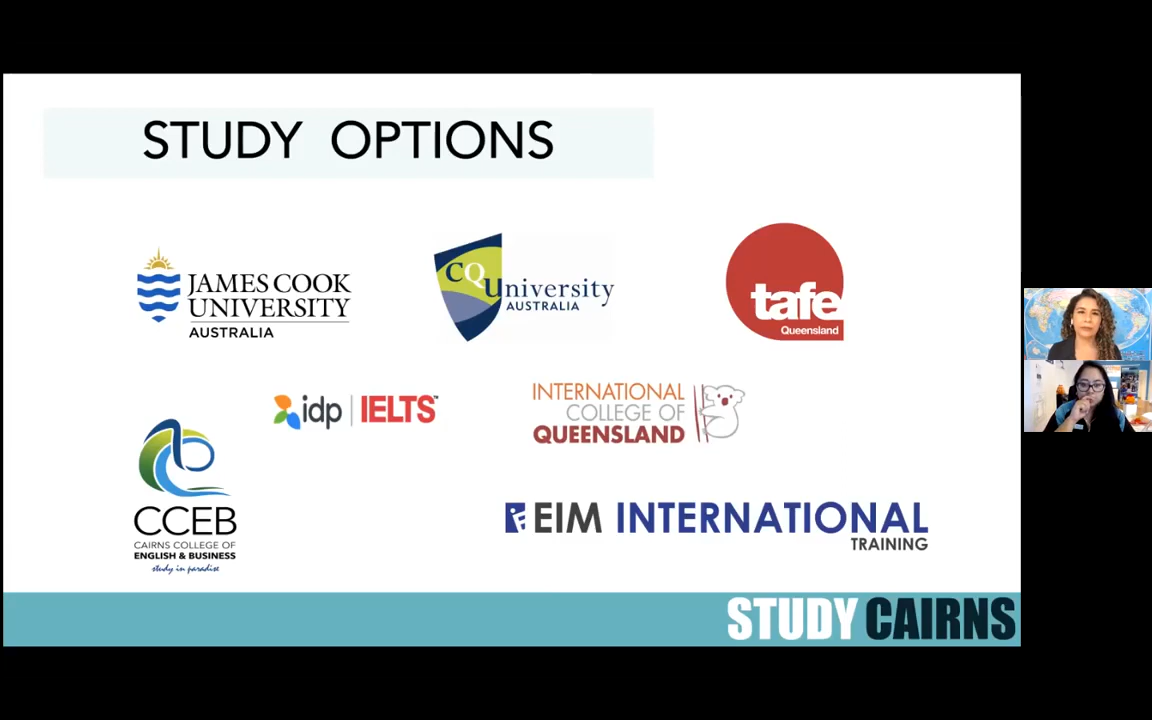 STUDY OPTIONS
JAMES COOK
UNIVERSITY
AUSTRALIA
CQUniversity
AUSTRALIA
tafe
Queensland
idp IELTS™
INTERNATIONAL
COLLEGE OF
QUEENSLAND
CCEB
CAIRNS COLLEGE OF
ENGLISH & BUSINESS
study in paradise
EIM INTERNATIONAL
TRAINING
STUDY CAIRNS